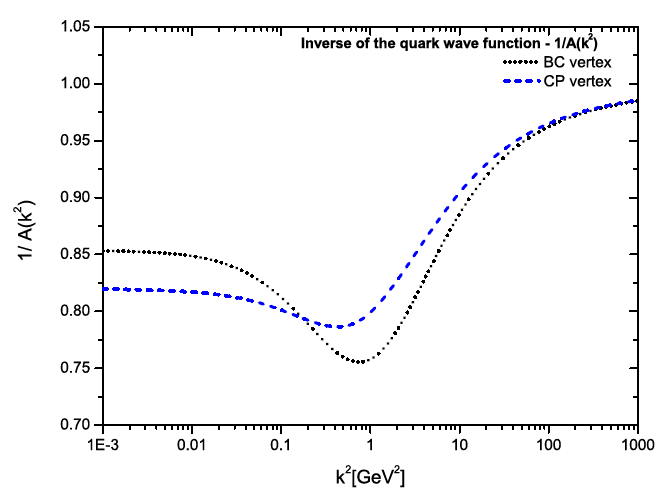 Inverse of the quark wave function - 1/A(k²)
BC vertex
CP vertex
1.05
1.00
0.95
0.90
0.85
0.80
0.75
0.70
1/ A(k²)
1E-3
0.01
0.1
1
10
100
1000
k²[GeV²]